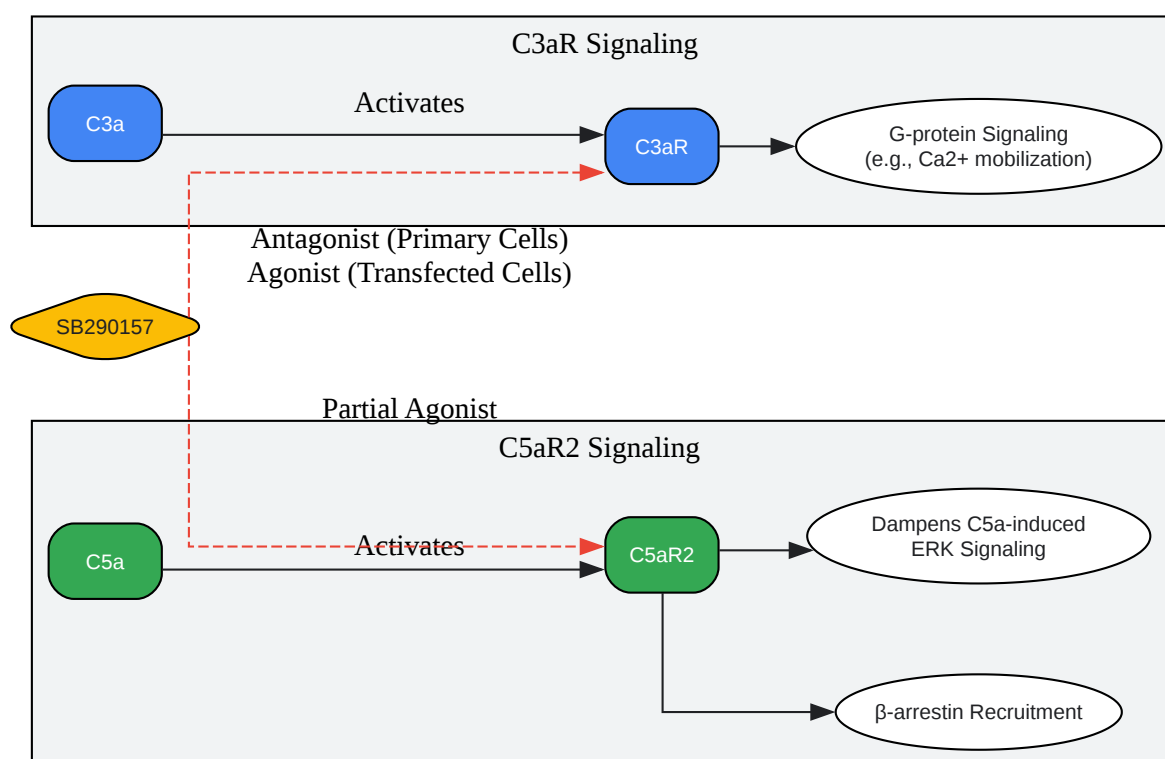 C3aR Signaling
C3a
Activates
C3aR
G-protein Signaling
(e.g., Ca2+ mobilization)
Antagonist (Primary Cells)
Agonist (Transfected Cells)
SB290157
Partial Agonist
C5aR2 Signaling
C5a
Activates
C5aR2
Dampens C5a-induced
ERK Signaling
β-arrestin Recruitment